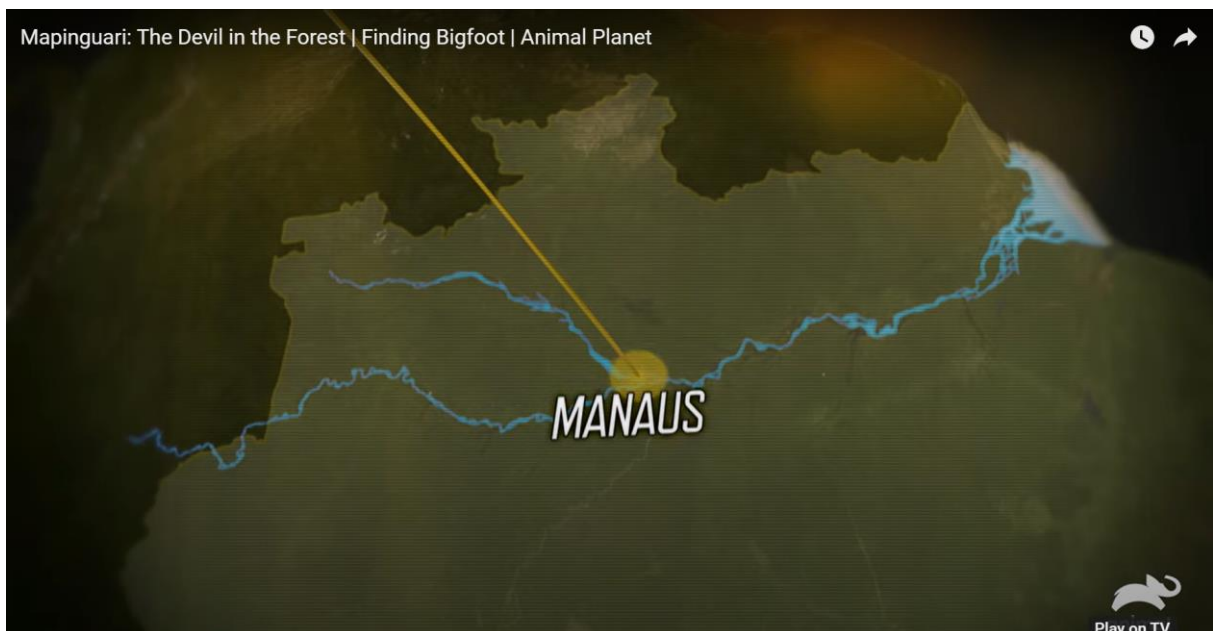 Mapinguari: The Devil in the Forest | Finding Bigfoot | Animal Planet
MANAUS
Play on TV